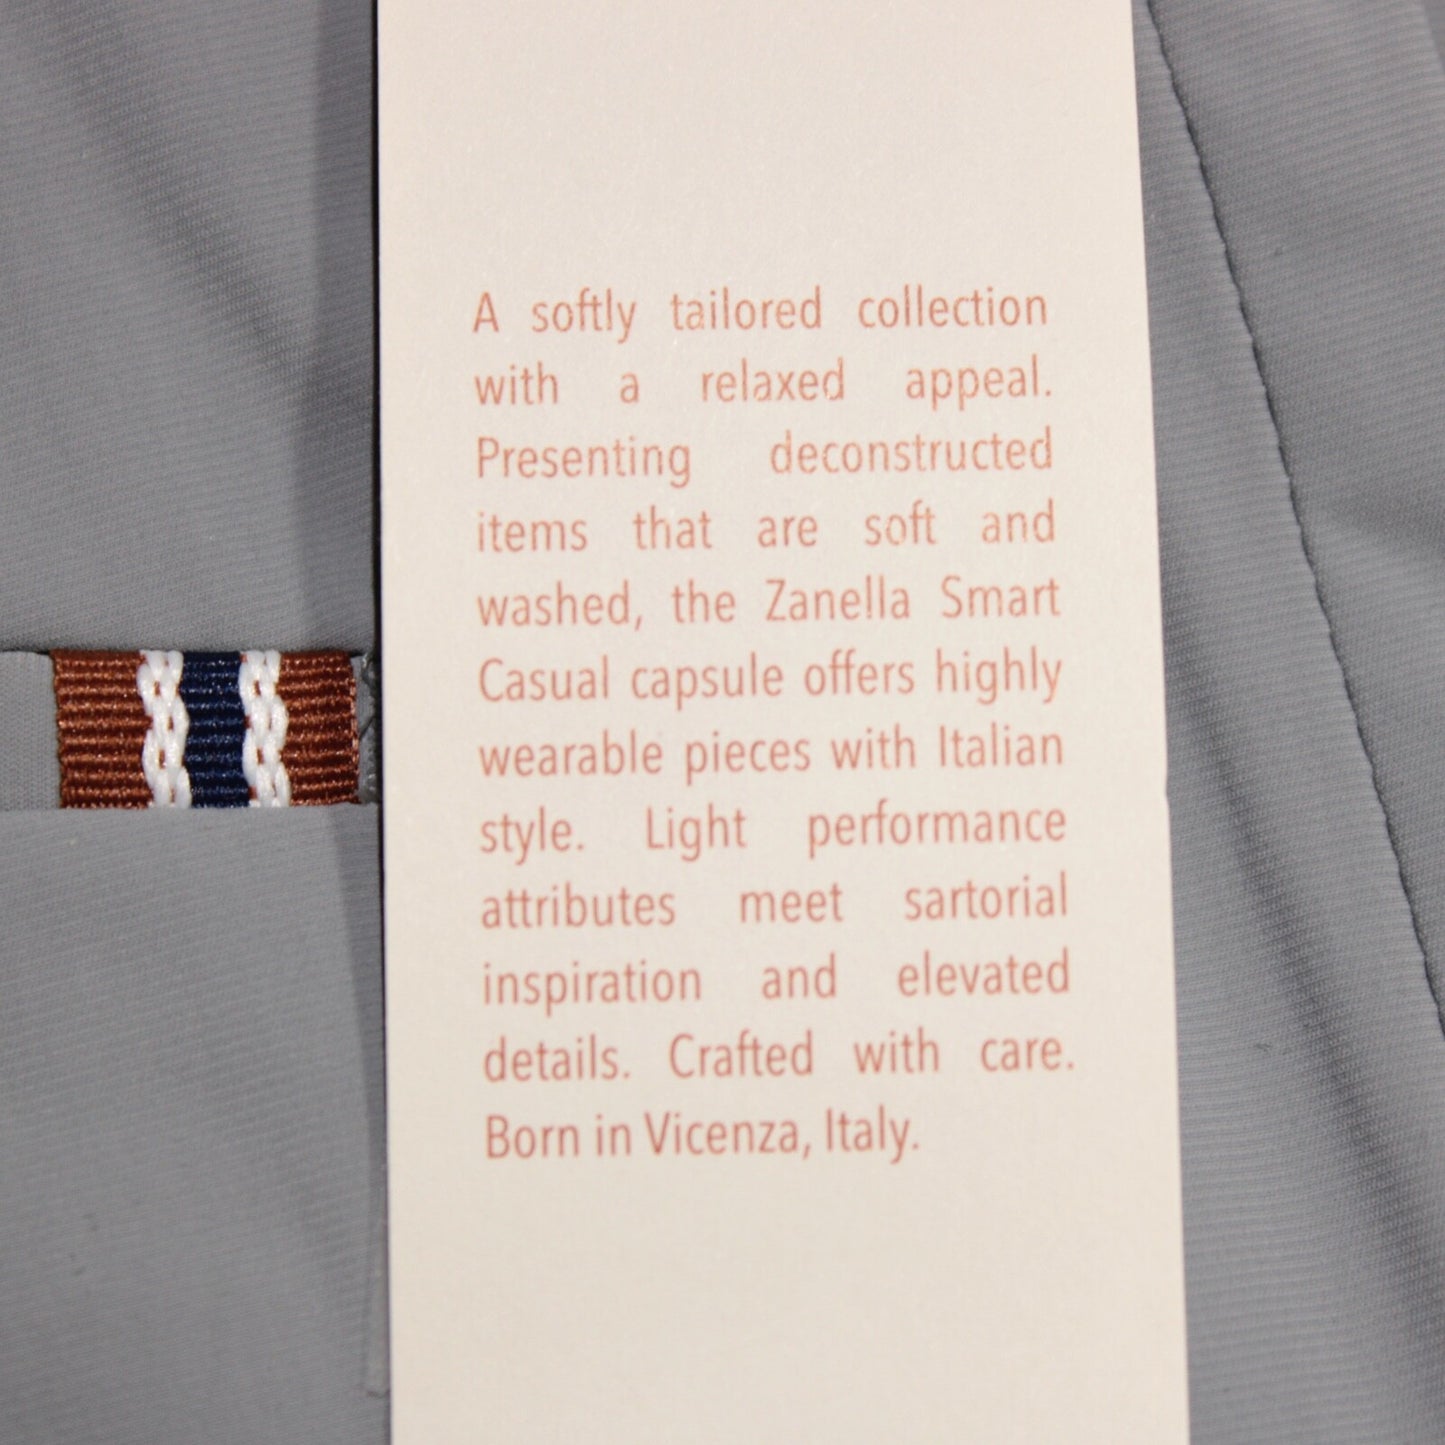 A softly tailored collection
with a relaxed appeal.
Presenting deconstructed
items that are soft and
washed, the Zanella Smart
Casual capsule offers highly
wearable pieces with Italian
style. Light performance
attributes meet sartorial
inspiration and elevated
details. Crafted with care.
Born in Vicenza, Italy.